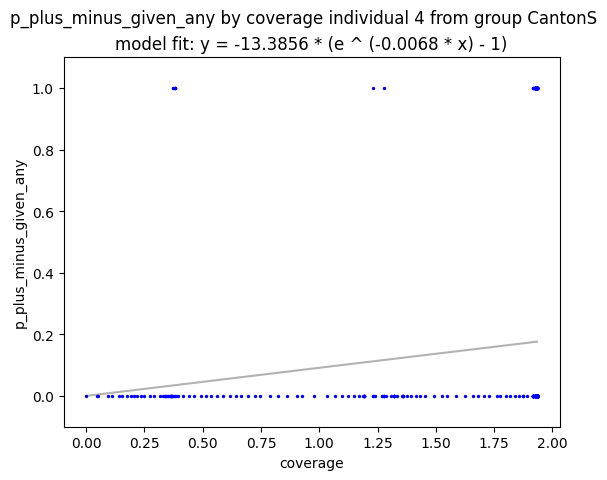 p_plus_minus_given_any by coverage individual 4 from group CantonS
model fit: y = -13.3856 * (e ^ (-0.0068 * x) - 1)
p_plus_minus_given_any
1.0
0.8
0.6
0.4
0.2
0.0
0.00 0.25 0.50 0.75 1.00 1.25 1.50 1.75 2.00
coverage